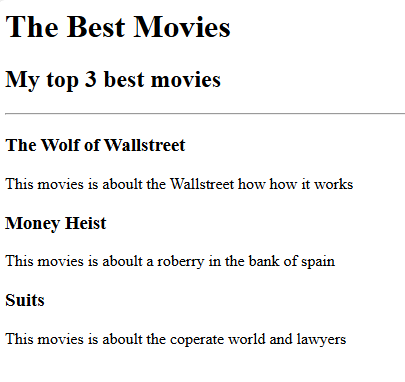 The Best Movies
My top 3 best movies
The Wolf of Wallstreet
This movies is aboult the Wallstreet how how it works
Money Heist
This movies is aboult a roberry in the bank of spain
Suits
This movies is aboult the coperate world and lawyers